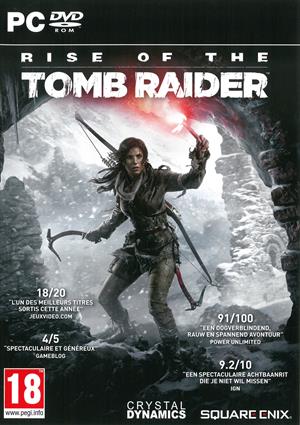 PC DVD
ROM
RISE OF THE
TOMB RAIDER
18/20
"L'UN DES MEILLEURS TITRES
SORTIS CETTE ANNÉE"
JEUXVIDEO.COM
4/5
"SPECTACULAIRE ET GÉNÉREUX"
GAMEBLOG
91/100
"EEN OOGVERBLINDEND,
RAUW EN SPANNEND AVONTUUR"
POWER UNLIMITED
9.2/10
"EEN SPECTACULAIRE ACHTBAANRIT
DIE JE NIET WIL MISSEN"
IGN
18
www.pegi.info
CRYSTAL
DYNAMICS
SQUARE ENIX